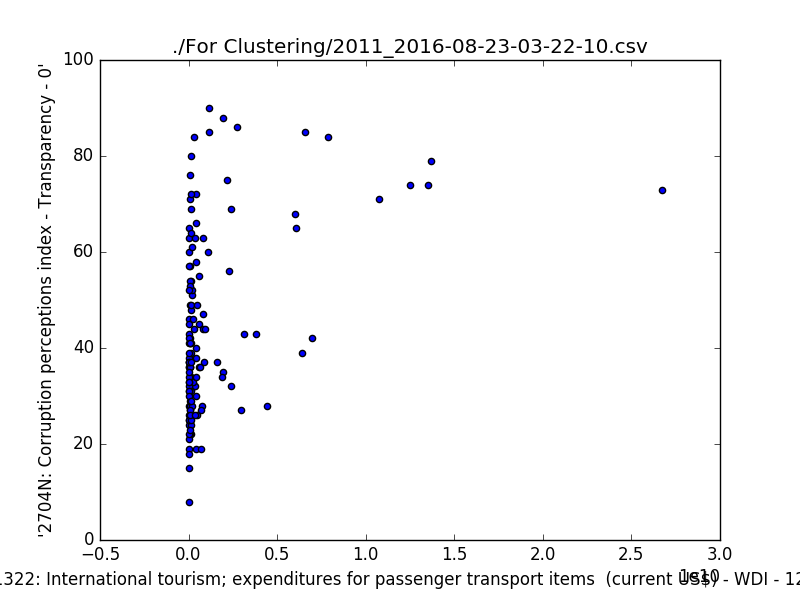 ./For Clustering/2011_2016-08-23-03-22-10.csv
'2704N: Corruption perceptions index - Transparency - 0'
100
80
60
40
20
0
−0.5 0.0 0.5 1.0 1.5 2.0 2.5 3.0
1e10
1322: International tourism; expenditures for passenger transport items (current US$) - WDI - 12